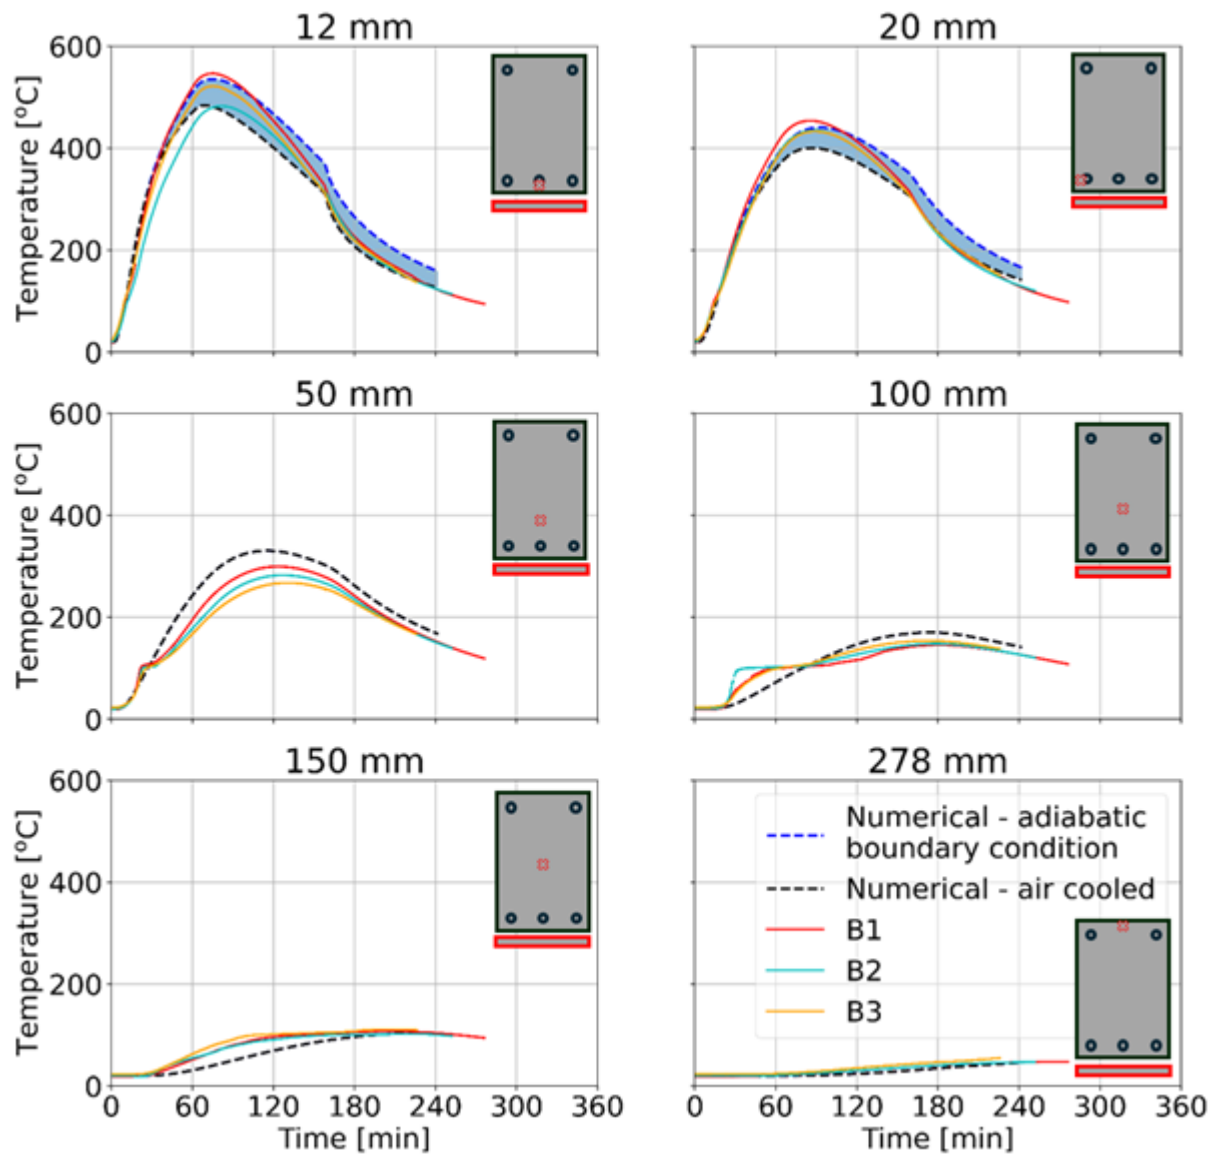 12 mm
20 mm
600
400
200
0
Temperature [°C]
50 mm
100 mm
600
400
200
0
Temperature [°C]
150 mm
278 mm
600
400
200
0
Temperature [°C]
Numerical - adiabatic
boundary condition
Numerical - air cooled
B1
B2
B3
0 60 120 180 240 300 360
0 60 120 180 240 300 360
Time [min]
Time [min]